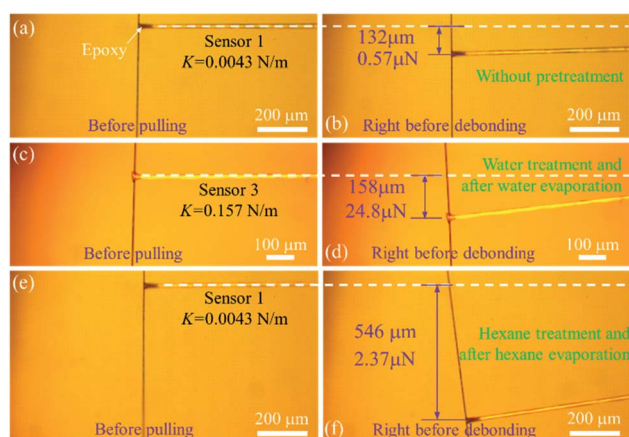 (a)
Epoxy
Sensor 1
K=0.0043 N/m
Before pulling
200 μm
132μm
0.57μN
Without pretreatment
(b)
Right before debonding
200 μm
(c)
Sensor 3
K=0.157 N/m
Before pulling
100 μm
Water treatment and
after water evaporation
158μm
24.8μN
(d)
Right before debonding
100 μm
(e)
Sensor 1
K=0.0043 N/m
Before pulling
200 μm
546 μm
2.37μN
Hexane treatment and
after hexane evaporation
(f)
Right before debonding
200 μm